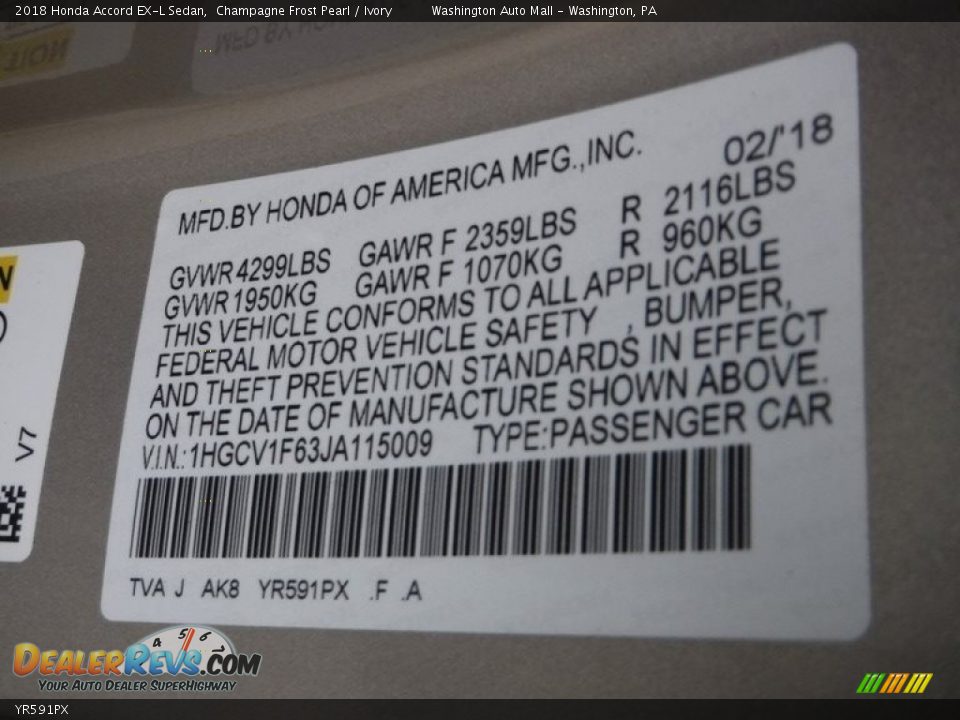 2018 Honda Accord EX-L Sedan, Champagne Frost Pearl / Ivory Washington Auto Mall - Washington, PA
MFD.BY HONDA OF AMERICA MFG.,INC. 02/'18
GVWR 4299LBS GAWR F 2359LBS R 2116LBS
GVWR 1950KG GAWR F 1070KG R 960KG
THIS VEHICLE CONFORMS TO ALL APPLICABLE
FEDERAL MOTOR VEHICLE SAFETY , BUMPER,
AND THEFT PREVENTION STANDARDS IN EFFECT
ON THE DATE OF MANUFACTURE SHOWN ABOVE.
V.I.N.:1HGCV1F63JA115009 TYPE:PASSENGER CAR
TVA J AK8 YR591PX .F .A
N
V7
4 5 6
DealerRevs.com
Your Auto Dealer SuperHighway
YR591PX